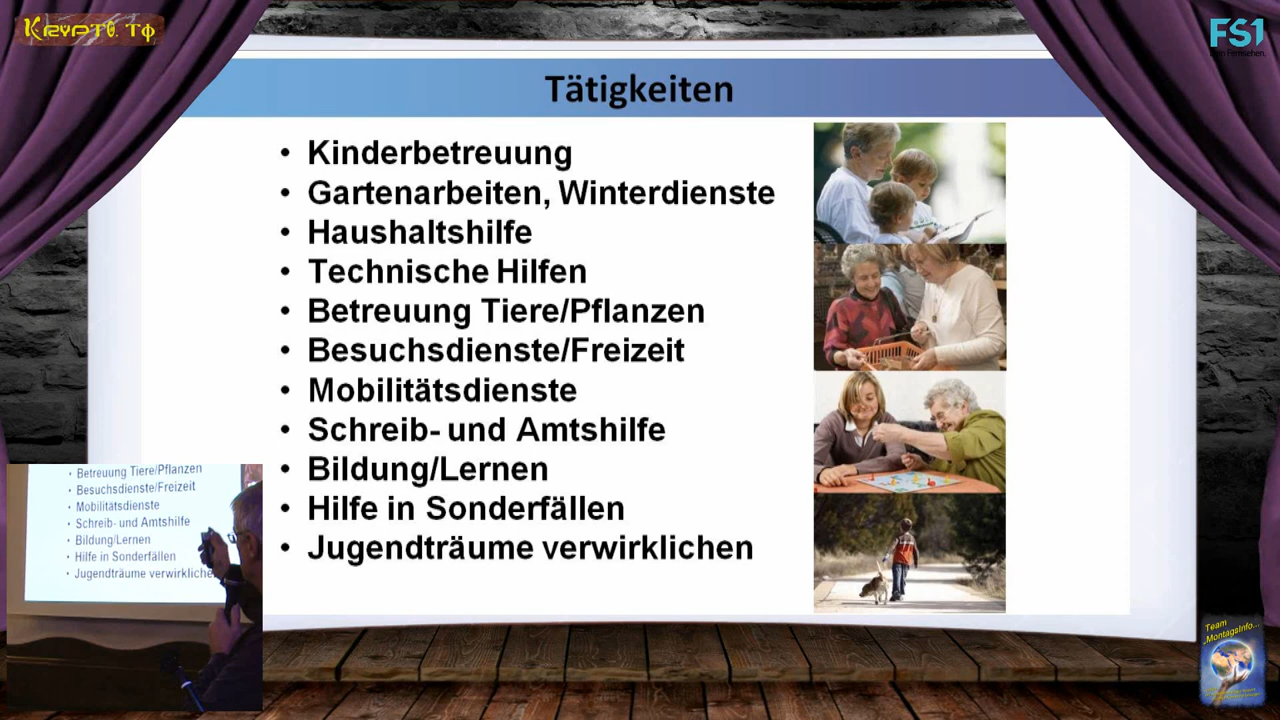 Krypto.Tφ
FS1
Tätigkeiten
• Kinderbetreuung
• Gartenarbeiten, Winterdienste
• Haushaltshilfe
• Technische Hilfen
• Betreuung Tiere/Pflanzen
• Besuchsdienste/Freizeit
• Mobilitätsdienste
• Schreib- und Amtshilfe
• Bildung/Lernen
• Hilfe in Sonderfällen
• Jugendträume verwirklichen
• Betreuung Tiere/Pflanzen
• Besuchsdienste/Freizeit
• Mobilitätsdienste
• Schreib- und Amtshilfe
• Bildung/Lernen
• Hilfe in Sonderfällen
• Jugendträume verwirkliche
Team
„MontagsInfo...